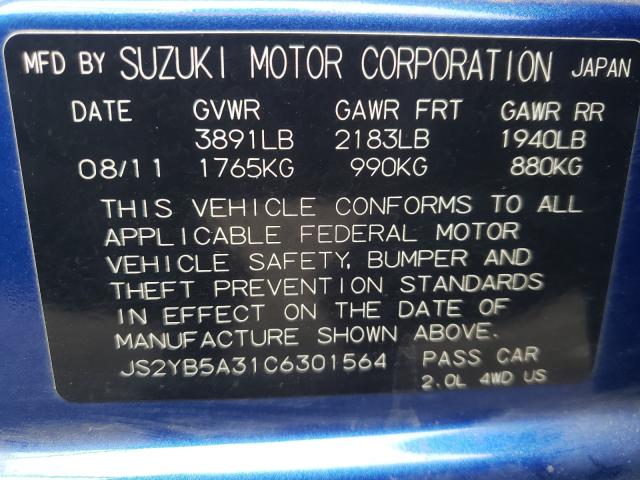 MFD BY SUZUKI MOTOR CORPORATION JAPAN
DATE GVWR GAWR FRT GAWR RR
3891LB 2183LB 1940LB
08/11 1765KG 990KG 880KG
THIS VEHICLE CONFORMS TO ALL
APPLICABLE FEDERAL MOTOR
VEHICLE SAFETY, BUMPER AND
THEFT PREVENTION STANDARDS
IN EFFECT ON THE DATE OF
MANUFACTURE SHOWN ABOVE.
JS2YB5A31C6301564 PASS CAR
2.0L 4WD US